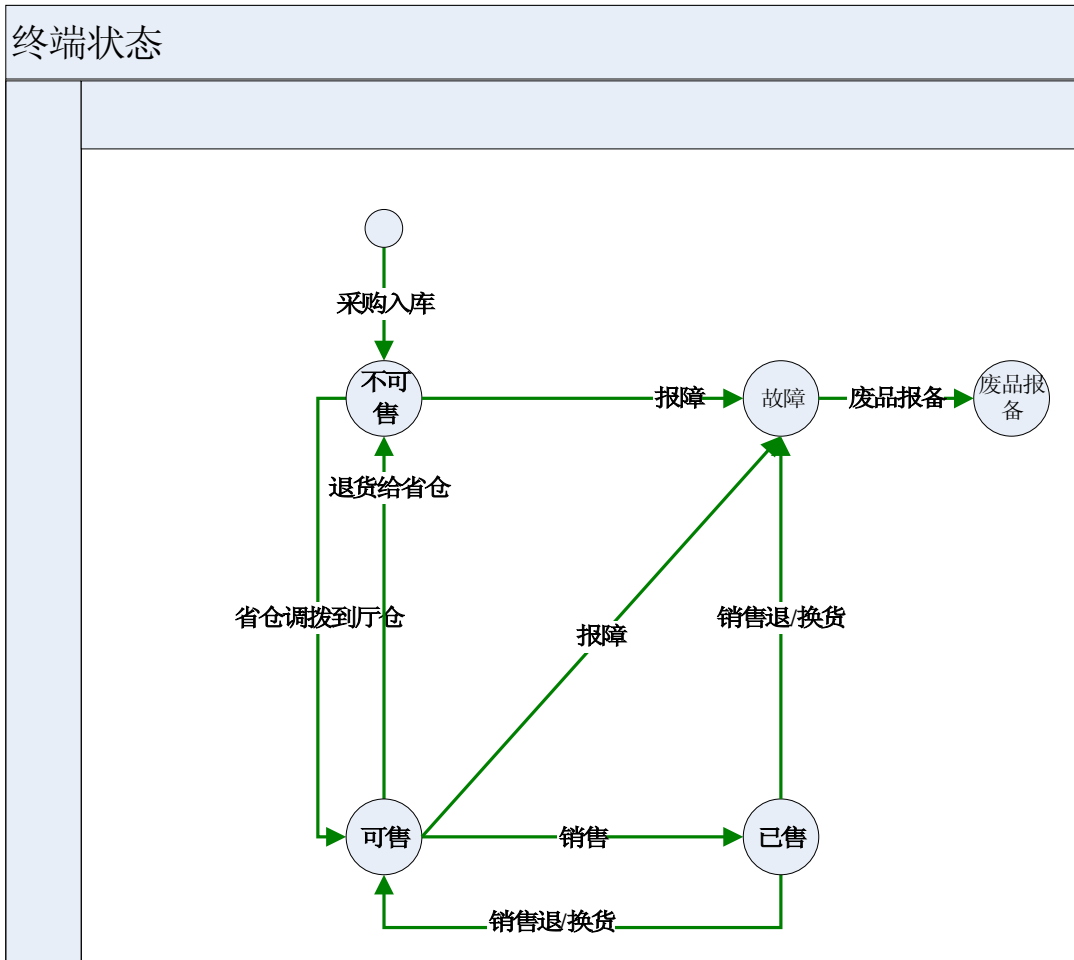 终端状态
采购入库
不可
售
报障
故障
废品报备
废品报
备
退货给省仓
省仓调拨到厅仓
报障
销售退/换货
可售
销售
已售
销售退/换货